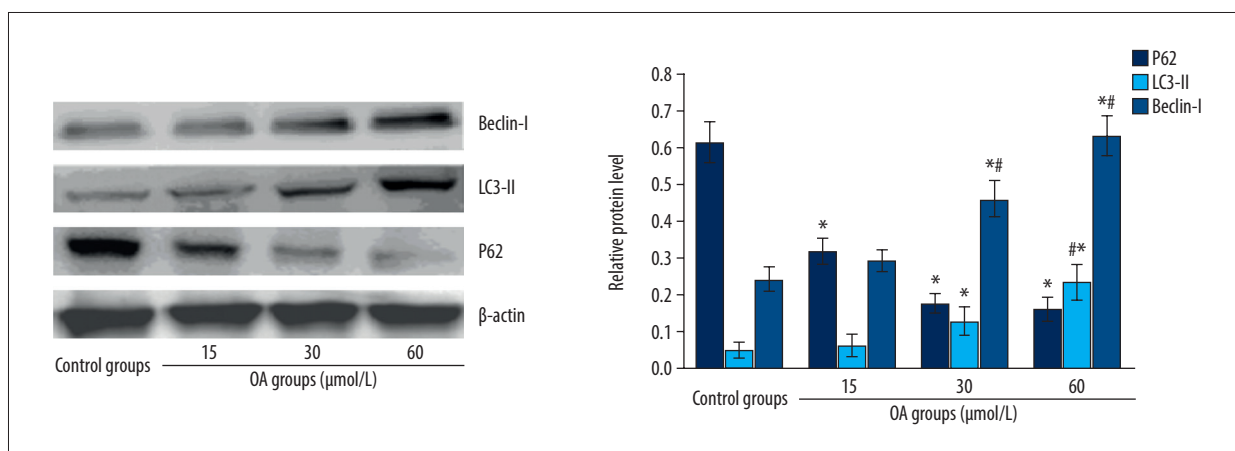 Beclin-I
LC3-II
P62
β-actin
Control groups
15
30
60
OA groups (μmol/L)
P62
LC3-II
Beclin-I
Relative protein level
0.8
0.7
0.6
0.5
0.4
0.3
0.2
0.1
0.0
*
*
*
*#
*
#*
*#
Control groups
15
30
60
OA groups (μmol/L)